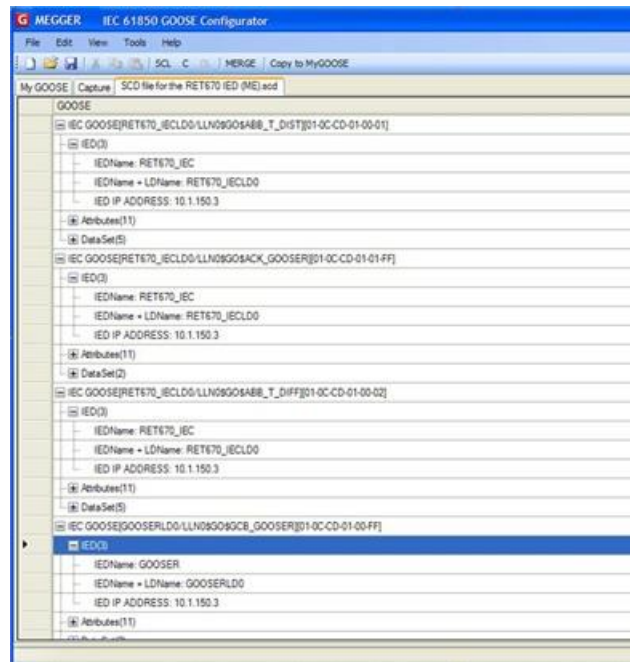 MEGGER IEC 61850 GOOSE Configurator
File Edit View Tools Help
SCL C MERGE Copy to MyGOOSE
My GOOSE Capture SCD file for the RET670 IED (ME).scd
GOOSE
IEC GOOSE[RET670_IECLD0/LLN0$GO$ABB_T_DIST][01-0C-CD-01-00-01]
IED(3)
IEDName: RET670_IEC
IEDName + LDName: RET670_IECLD0
IED IP ADDRESS: 10.1.150.3
Attributes(11)
DataSet(5)
IEC GOOSE[RET670_IECLD0/LLN0$GO$ACK_GOOSER][01-0C-CD-01-01-FF]
IED(3)
IEDName: RET670_IEC
IEDName + LDName: RET670_IECLD0
IED IP ADDRESS: 10.1.150.3
Attributes(11)
DataSet(2)
IEC GOOSE[RET670_IECLD0/LLN0$GO$ABB_T_DIFF][01-0C-CD-01-00-02]
IED(3)
IEDName: RET670_IEC
IEDName + LDName: RET670_IECLD0
IED IP ADDRESS: 10.1.150.3
Attributes(11)
DataSet(5)
IEC GOOSE[GOOSERLD0/LLN0$GO$GCB_GOOSER][01-0C-CD-01-00-FF]
IED(3)
IEDName: GOOSER
IEDName + LDName: GOOSERLD0
IED IP ADDRESS: 10.1.150.3
Attributes(11)